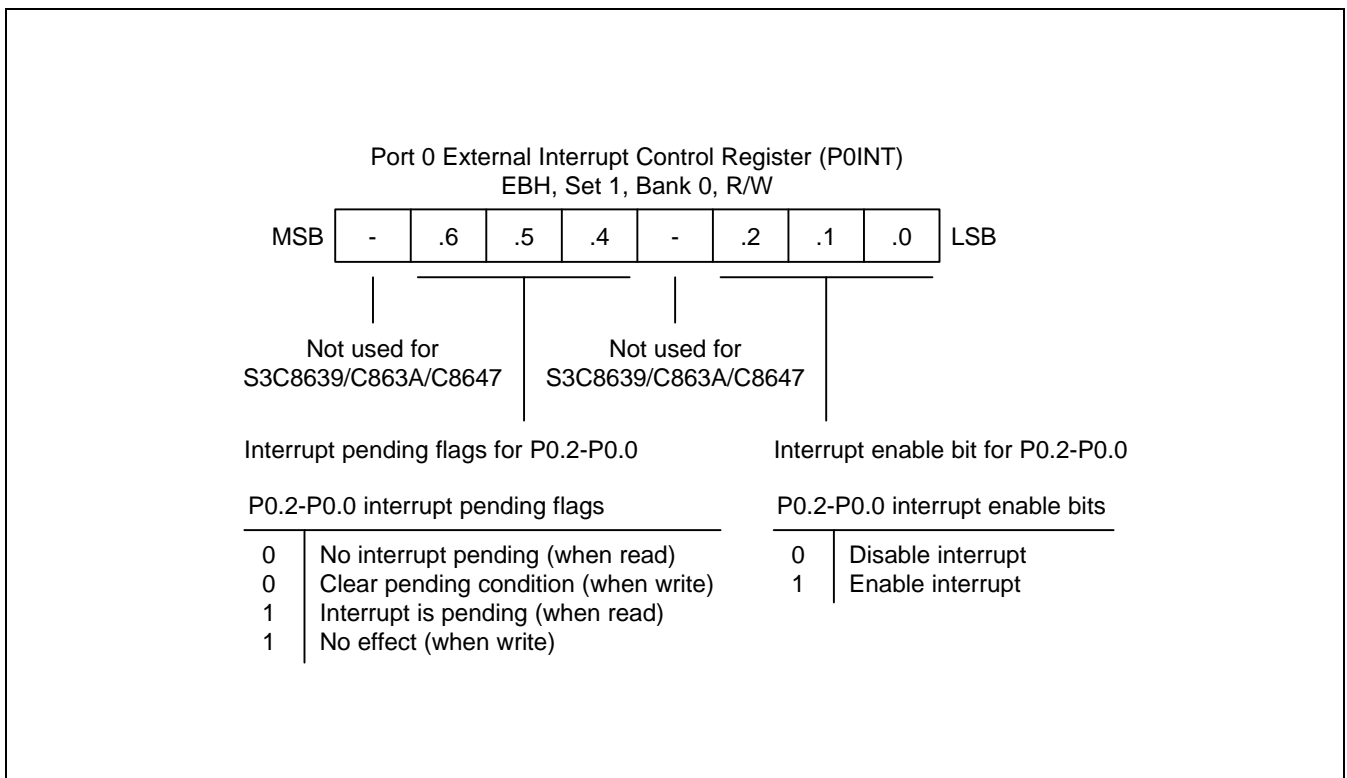 Port 0 External Interrupt Control Register (P0INT)
EBH, Set 1, Bank 0, R/W
MSB - .6 .5 .4 - .2 .1 .0 LSB
Not used for
S3C8639/C863A/C8647
Not used for
S3C8639/C863A/C8647
Interrupt pending flags for P0.2-P0.0
P0.2-P0.0 interrupt pending flags
0 No interrupt pending (when read)
0 Clear pending condition (when write)
1 Interrupt is pending (when read)
1 No effect (when write)
Interrupt enable bit for P0.2-P0.0
P0.2-P0.0 interrupt enable bits
0 Disable interrupt
1 Enable interrupt